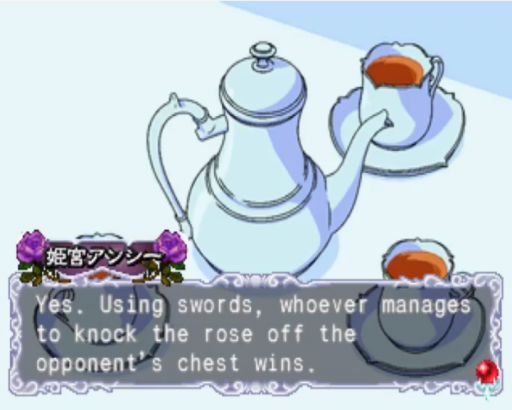 姫宮アンシー
Yes. Using swords, whoever manages
to knock the rose off the
opponent's chest wins.